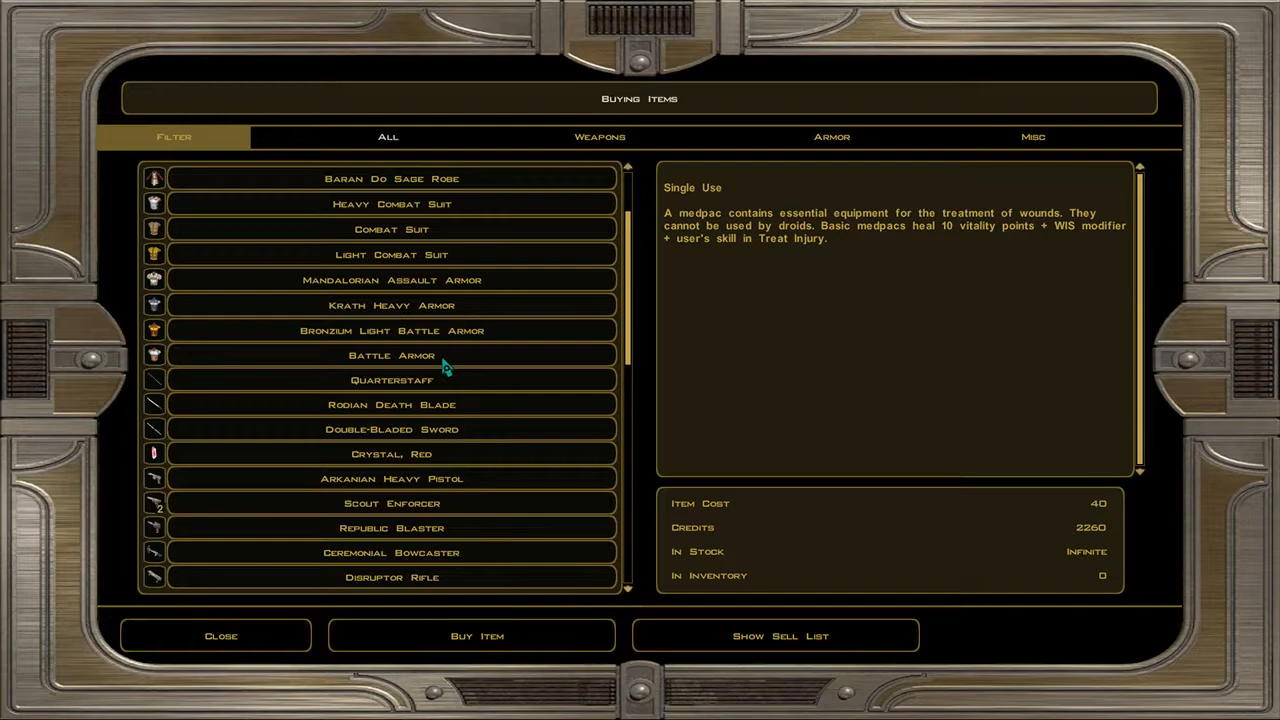 Buying Items
Filter All Weapons Armor Misc
Baran Do Sage Robe
Heavy Combat Suit
Combat Suit
Light Combat Suit
Mandalorian Assault Armor
Krath Heavy Armor
Bronzium Light Battle Armor
Battle Armor
Quarterstaff
Rodian Death Blade
Double-Bladed Sword
Crystal, Red
Arkanian Heavy Pistol
2 Scout Enforcer
Republic Blaster
Ceremonial Bowcaster
Disruptor Rifle
Single Use
A medpac contains essential equipment for the treatment of wounds. They
cannot be used by droids. Basic medpacs heal 10 vitality points + WIS modifier
+ user's skill in Treat Injury.
Item Cost 40
Credits 2260
In Stock Infinite
In Inventory 0
Close Buy Item Show Sell List